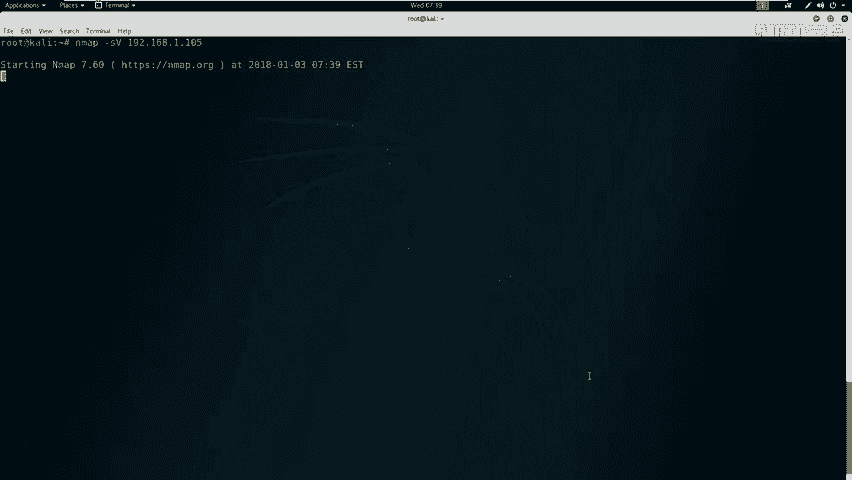 Applications Places Terminal Wed 07:39 1
root@kali: ~
File Edit View Search Terminal Help
root@kali:~# nmap -sV 192.168.1.105
Starting Nmap 7.60 ( https://nmap.org ) at 2018-01-03 07:39 EST